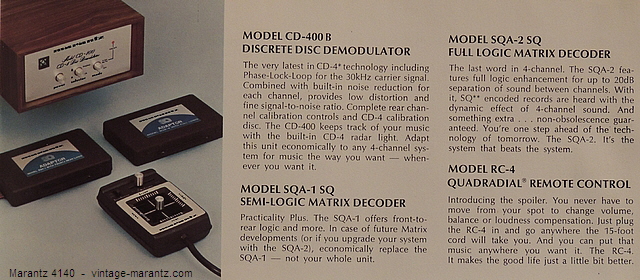 marantz
Model CD-400
ADAPTOR
ADAPTOR
MODEL CD-400 B
DISCRETE DISC DEMODULATOR
The very latest in CD-4* technology including
Phase-Lock-Loop for the 30kHz carrier signal.
Combined with built-in noise reduction for
each channel, provides low distortion and
fine signal-to-noise ratio. Complete rear chan-
nel calibration controls and CD-4 calibration
disc. The CD-400 keeps track of your music
with the built-in CD-4 radar light. Adapt
this unit economically to any 4-channel sys-
tem for music the way you want — when-
ever you want it.
MODEL SQA-1 SQ
SEMI-LOGIC MATRIX DECODER
Practicality Plus. The SQA-1 offers front-to-
rear logic and more. In case of future Matrix
developments (or if you upgrade your system
with the SQA-2), economically replace the
SQA-1 — not your whole unit.
MODEL SQA-2 SQ
FULL LOGIC MATRIX DECODER
The last word in 4-channel. The SQA-2 fea-
tures full logic enhancement for up to 20dB
separation of sound between channels. With
it, SQ** encoded records are heard with the
dynamic effect of 4-channel sound. And
something extra . . . non-obsolescence guar-
anteed. You're one step ahead of the tech-
nology of tomorrow. The SQA-2. It's the
system that beats the system.
MODEL RC-4
QUADRADIAL® REMOTE CONTROL
Introducing the spoiler. You never have to
move from your spot to change volume,
balance or loudness compensation. Just plug
the RC-4 in and go anywhere the 15-foot
cord will take you. And you can put that
music anywhere you want it. The RC-4.
It makes the good life just a little bit better.
Marantz 4140 - vintage-marantz.com